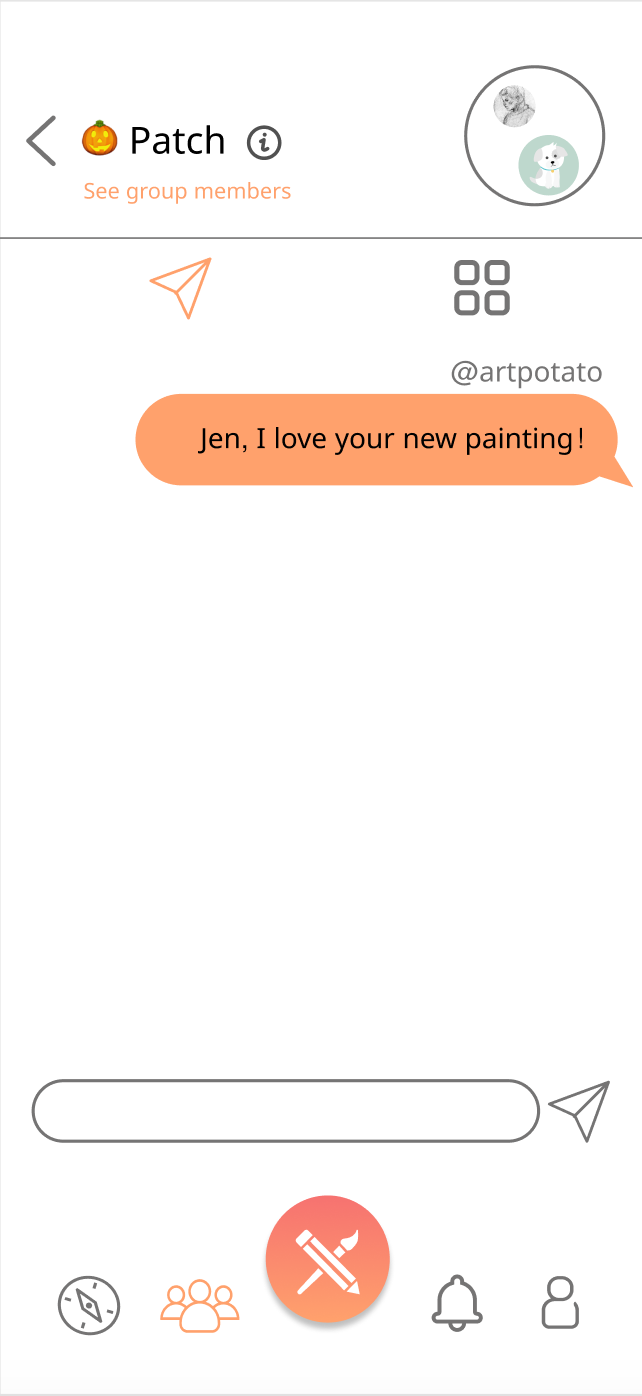 🎃 Patch
See group members
@artpotato
Jen, I love your new painting!